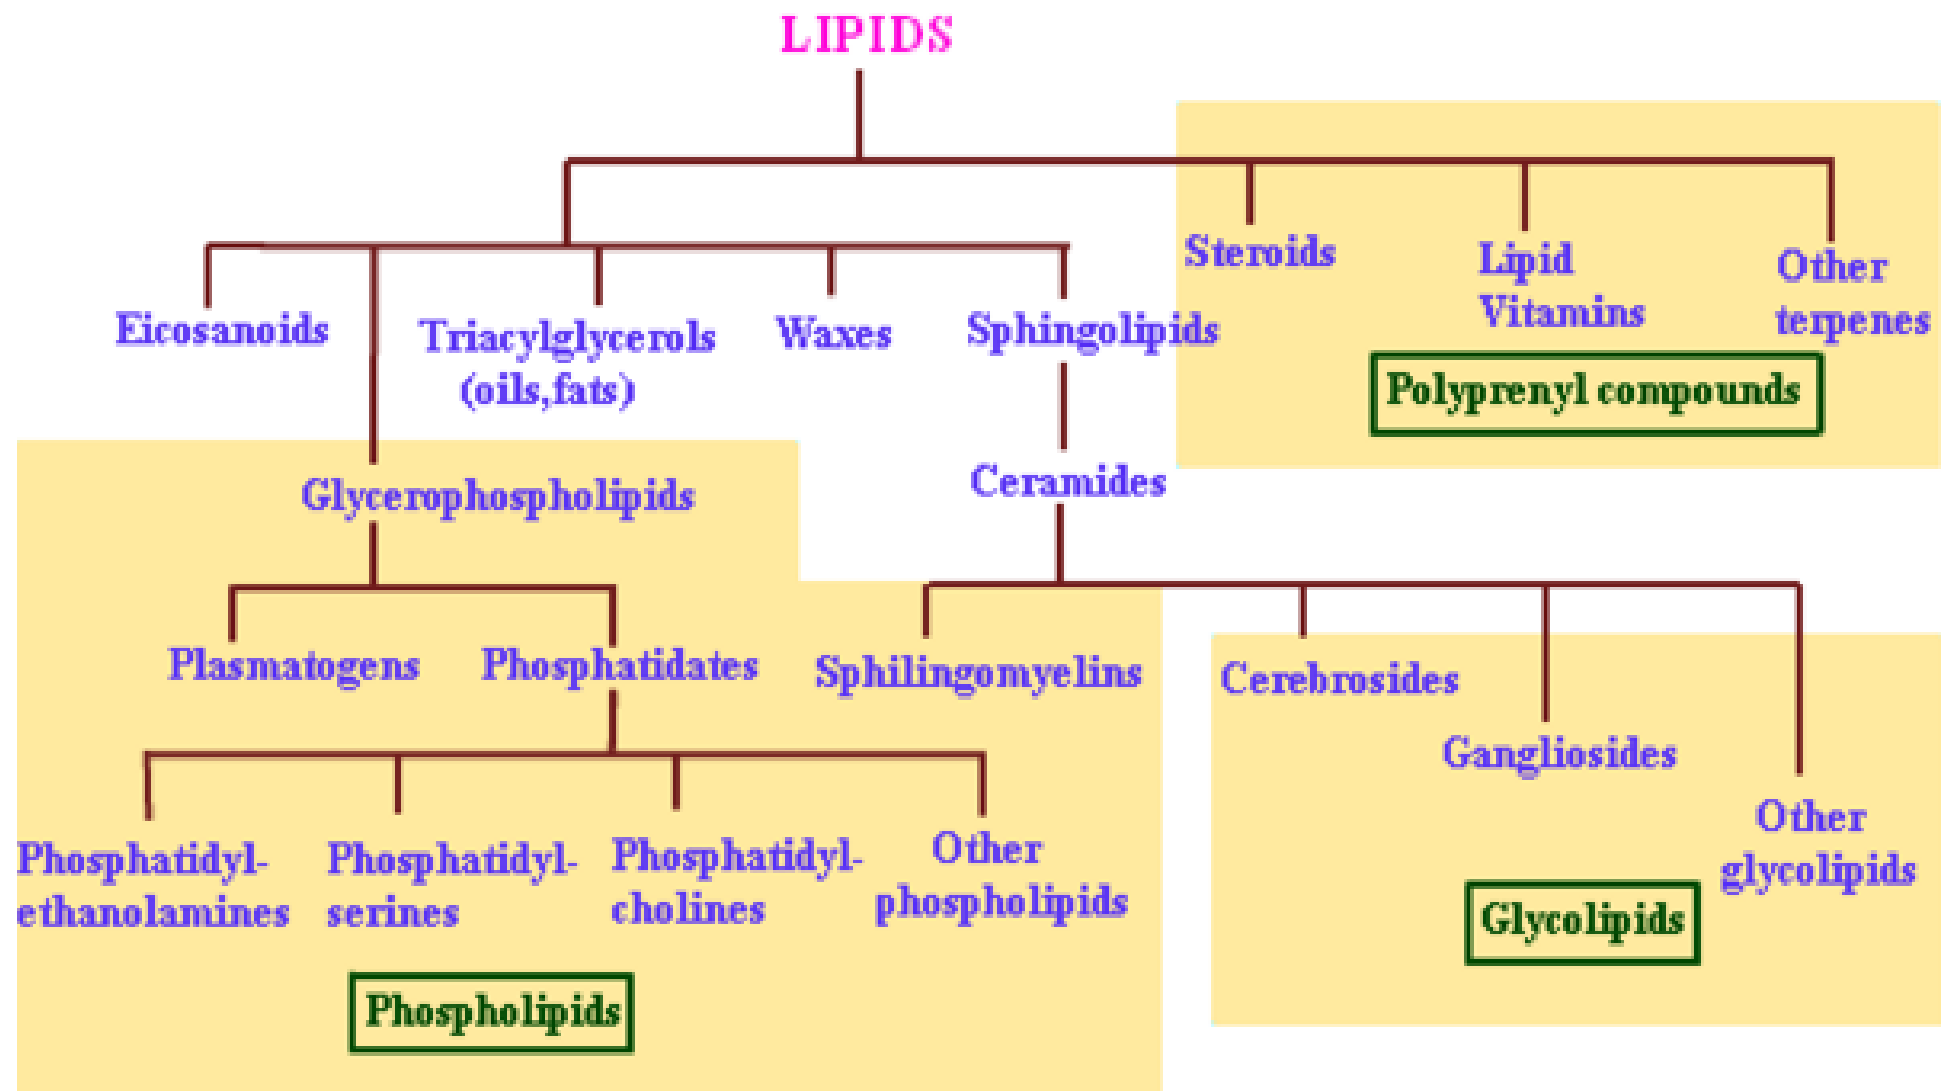 LIPIDS
Steroids
Lipid
Vitamins
Other
terpenes
Polyprenyl compounds
Eicosanoids
Triacylglycerols
(oils,fats)
Waxes
Sphingolipids
Glycerophospholipids
Ceramides
Plasmatogens
Phosphatidates
Sphilingomyelins
Cerebrosides
Gangliosides
Other
glycolipids
Glycolipids
Phosphatidyl-
ethanolamines
Phosphatidyl-
serines
Phosphatidyl-
cholines
Other
phospholipids
Phospholipids